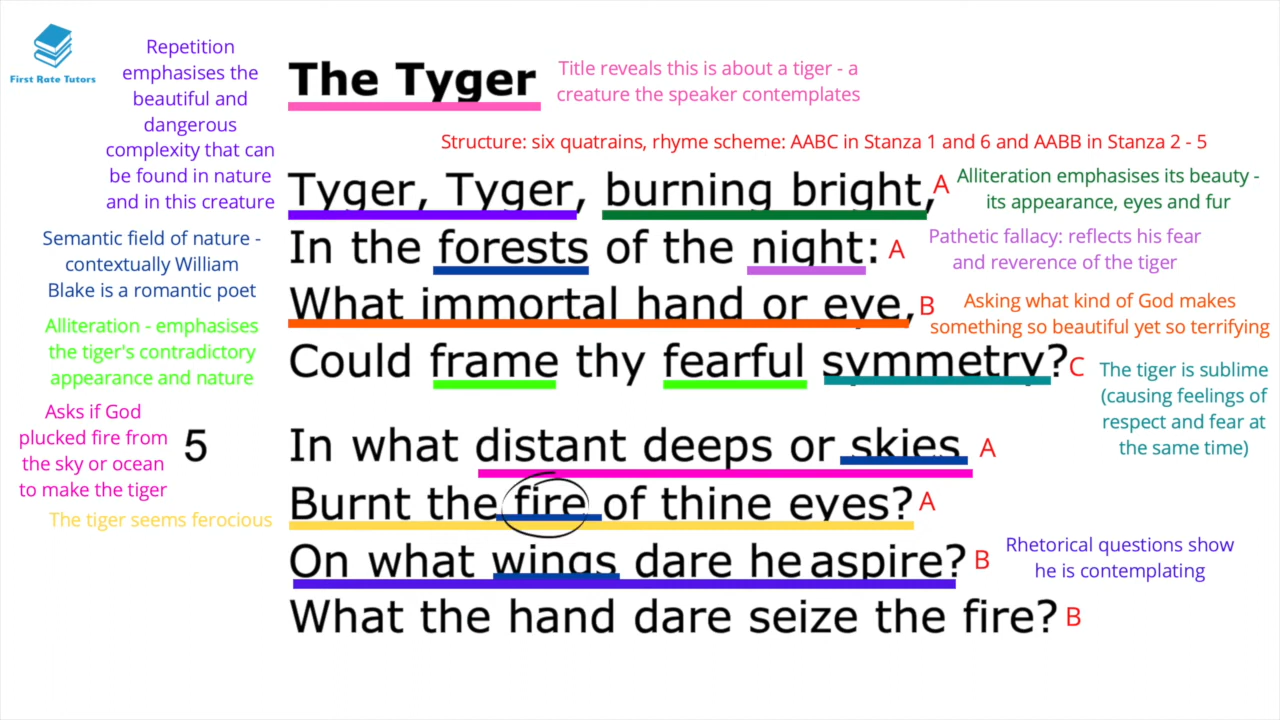 First Rate Tutors
Repetition
emphasises the
beautiful and
dangerous
complexity that can
be found in nature
and in this creature
The Tyger
Title reveals this is about a tiger - a
creature the speaker contemplates
Structure: six quatrains, rhyme scheme: AABC in Stanza 1 and 6 and AABB in Stanza 2 - 5
Tyger, Tyger, burning bright, A
Alliteration emphasises its beauty -
its appearance, eyes and fur
In the forests of the night: A
Semantic field of nature -
contextually William
Blake is a romantic poet
Pathetic fallacy: reflects his fear
and reverence of the tiger
What immortal hand or eye, B
Asking what kind of God makes
something so beautiful yet so terrifying
Could frame thy fearful symmetry? C
Alliteration - emphasises
the tiger's contradictory
appearance and nature
The tiger is sublime
(causing feelings of
respect and fear at
the same time)
Asks if God
plucked fire from
the sky or ocean
to make the tiger
5 In what distant deeps or skies A
Burnt the fire of thine eyes? A
The tiger seems ferocious
On what wings dare he aspire? B
Rhetorical questions show
he is contemplating
What the hand dare seize the fire? B